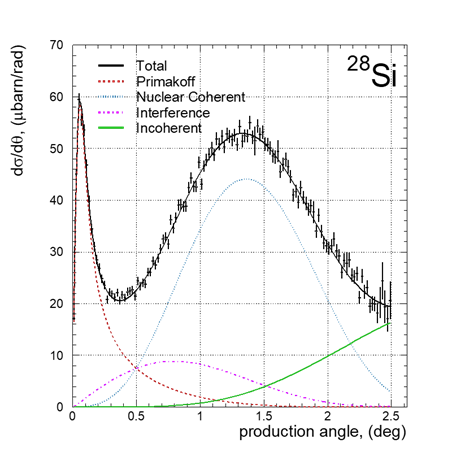 dσ/dθ, (μbarn/rad)
70
60
50
40
30
20
10
0
28Si
Total
Primakoff
Nuclear Coherent
Interference
Incoherent
0 0.5 1 1.5 2 2.5
production angle, (deg)